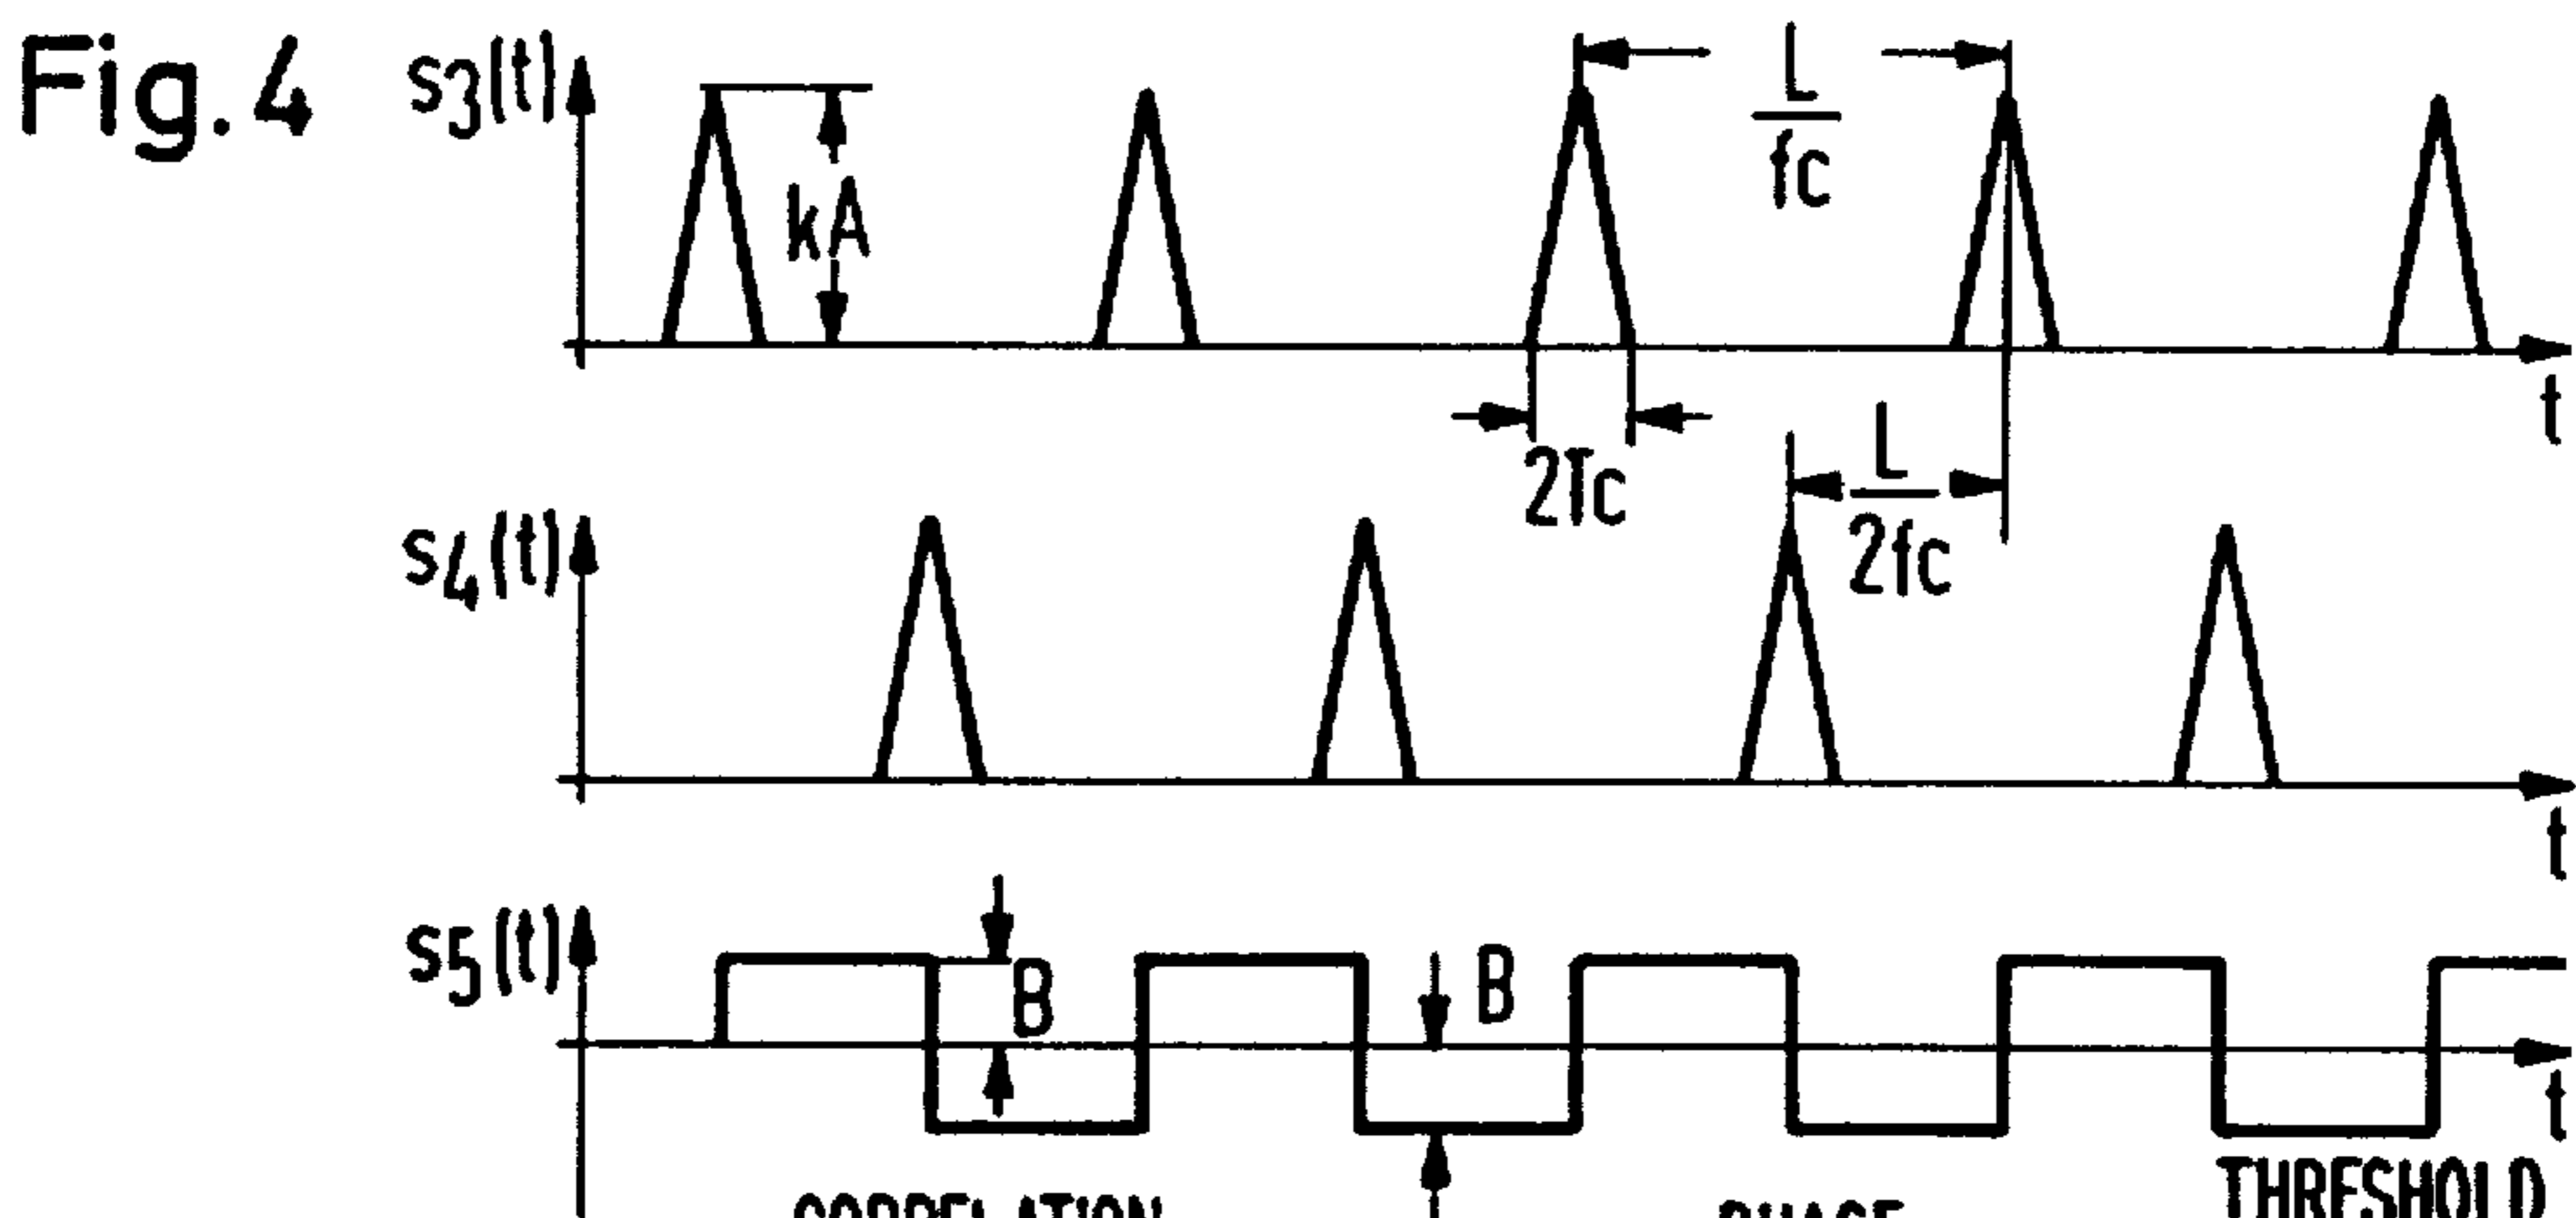 Fig. 4
s3(t)
L
fc
kA
t
2Tc
L
2fc
s4(t)
t
s5(t)
B
B
t
THRESHOLD